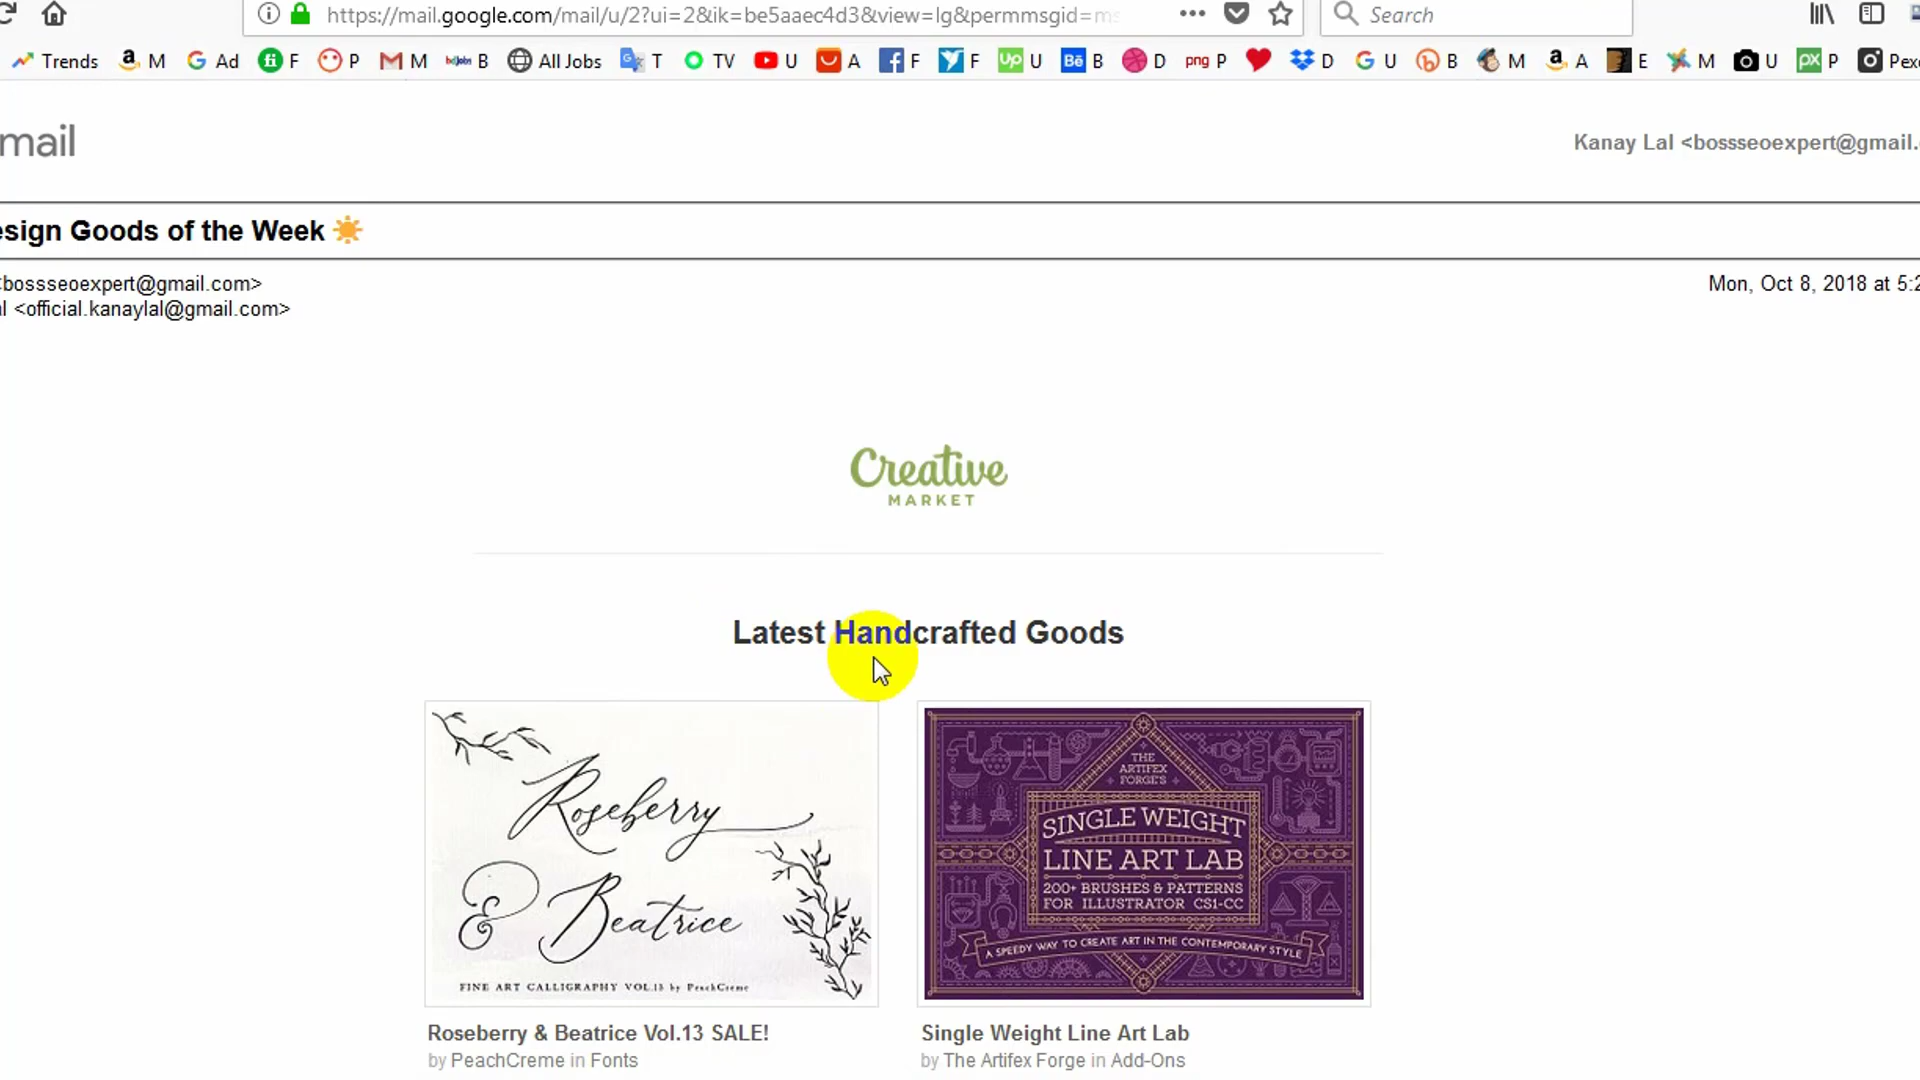 https://mail.google.com/mail/u/2?ui=2&ik=be5aaec4d3&view=lg&permmsgid=ms
Search
Trends M Ad F P M B All Jobs T TV U A F F U B D P D U B M A E M U P Pexe
mail
Kanay Lal <bossseoexpert@gmail.
esign Goods of the Week
<bossseoexpert@gmail.com>
Mon, Oct 8, 2018 at 5:2
al <official.kanaylal@gmail.com>
Creative
MARKET
Latest Handcrafted Goods
Roseberry
& Beatrice
FINE ART CALLIGRAPHY VOL.13 by PeachCreme
THE
ARTIFEX
FORGE'S
SINGLE WEIGHT
LINE ART LAB
200+ BRUSHES & PATTERNS
FOR ILLUSTRATOR CS1-CC
A SPEEDY WAY TO CREATE ART IN THE CONTEMPORARY STYLE
Roseberry & Beatrice Vol.13 SALE!
by PeachCreme in Fonts
Single Weight Line Art Lab
by The Artifex Forge in Add-Ons